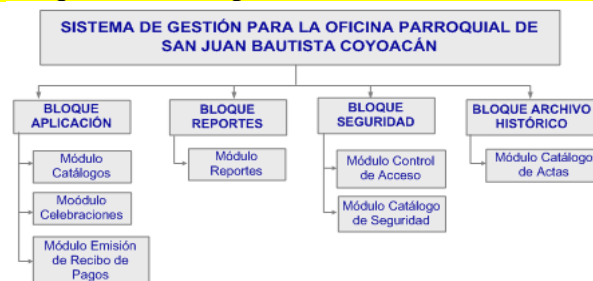 SISTEMA DE GESTIÓN PARA LA OFICINA PARROQUIAL DE
SAN JUAN BAUTISTA COYOACÁN
BLOQUE
APLICACIÓN
Módulo
Catálogos
Moódulo
Celebraciones
Módulo Emisión
de Recibo de
Pagos
BLOQUE
REPORTES
Módulo
Reportes
BLOQUE
SEGURIDAD
Módulo Control
de Acceso
Módulo Catálogo
de Seguridad
BLOQUE ARCHIVO
HISTÓRICO
Módulo Catálogo
de Actas